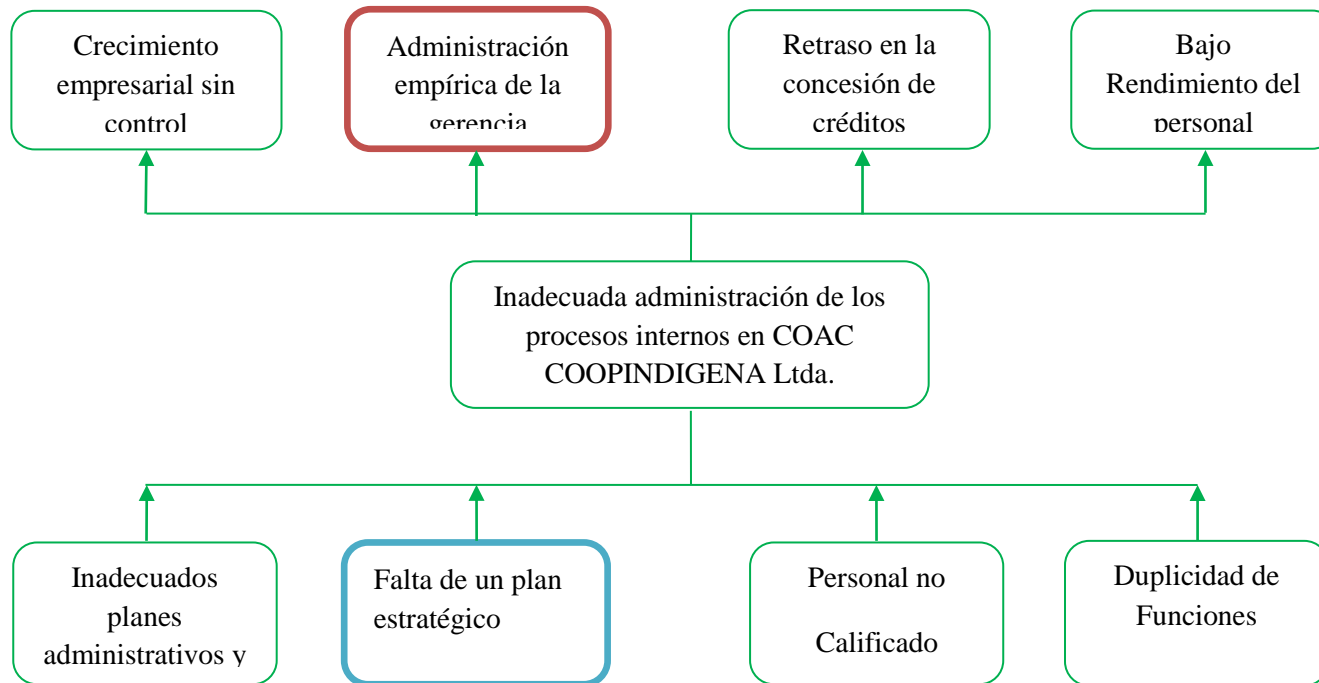 Crecimiento
empresarial sin
control
Administración
empírica de la
gerencia
Retraso en la
concesión de
créditos
Bajo
Rendimiento del
personal
Inadecuada administración de los
procesos internos en COAC
COOPINDIGENA Ltda.
Inadecuados
planes
administrativos y
Falta de un plan
estratégico
Personal no
Calificado
Duplicidad de
Funciones